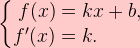 f(x) = kx + b,
f'(x) = k.